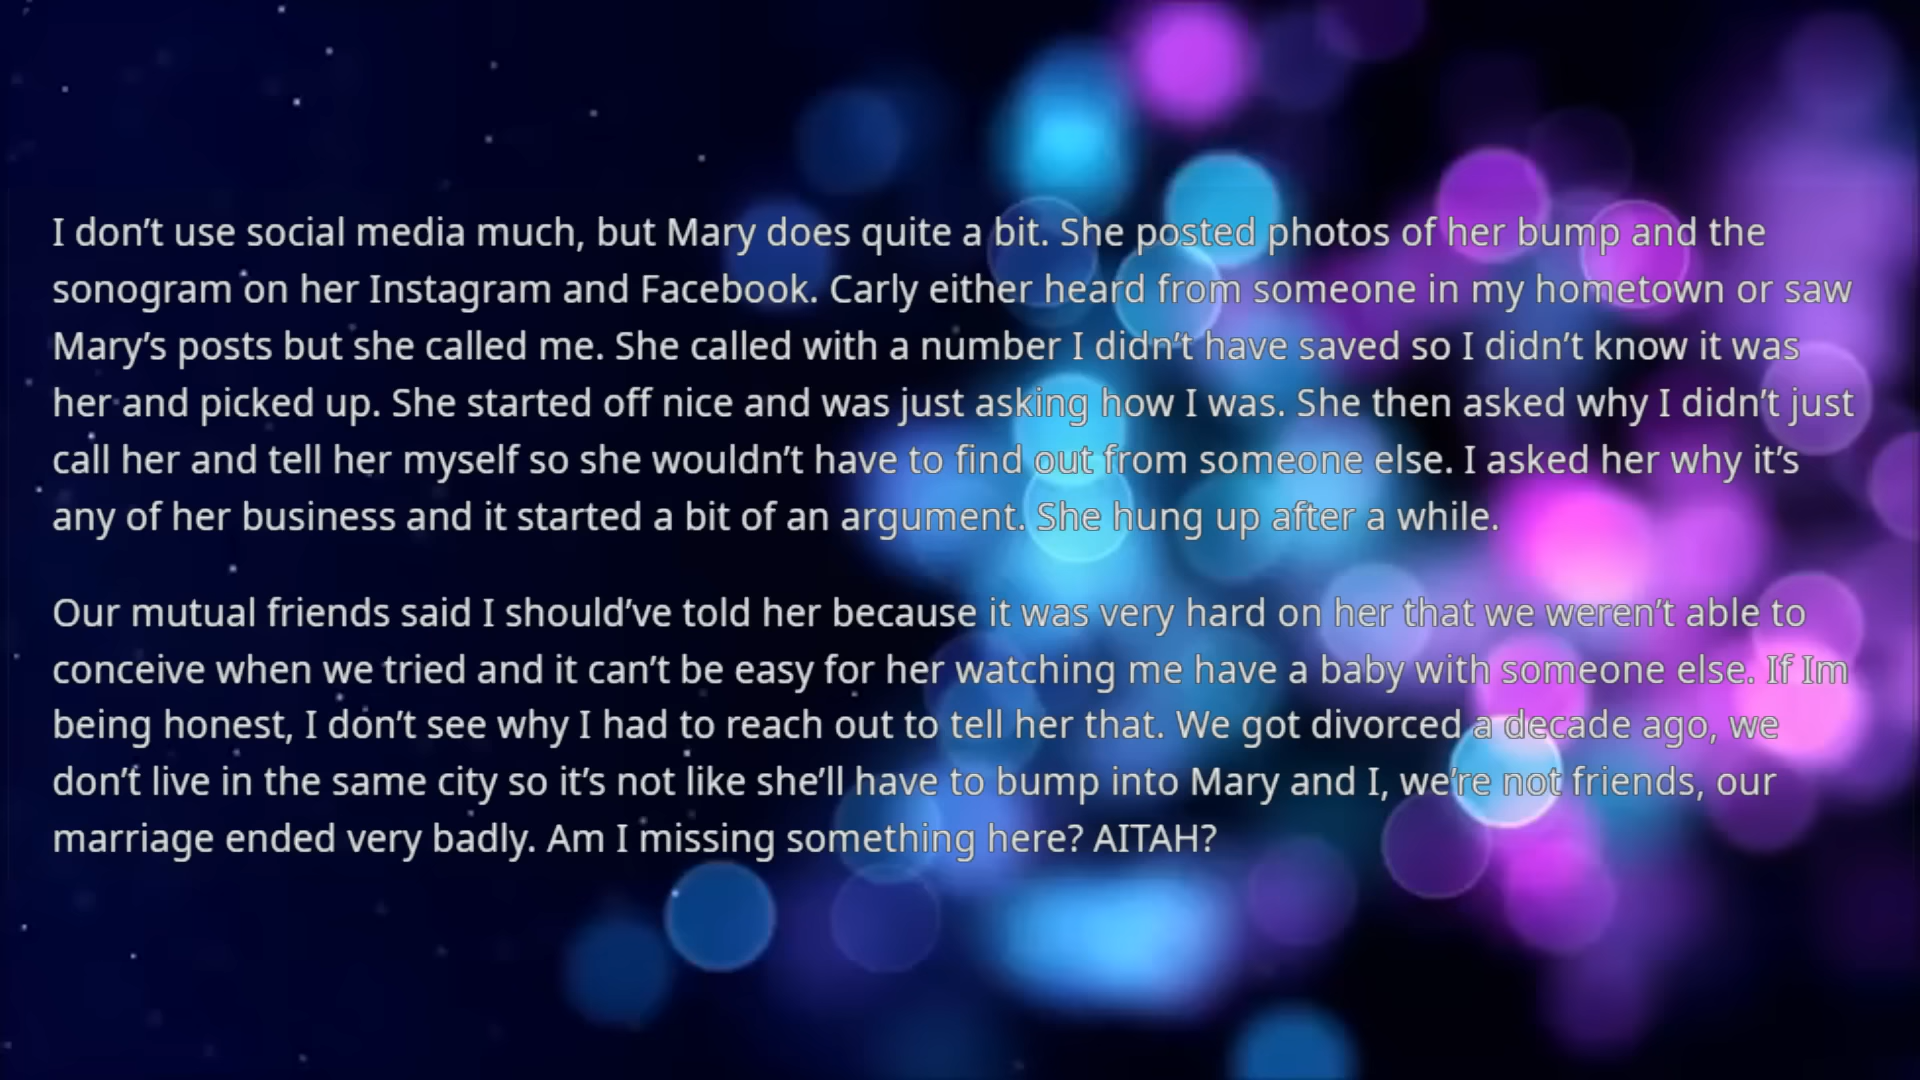 I don’t use social media much, but Mary does quite a bit. She posted photos of her bump and the
sonogram on her Instagram and Facebook. Carly either heard from someone in my hometown or saw
Mary’s posts but she called me. She called with a number I didn’t have saved so I didn’t know it was
her and picked up. She started off nice and was just asking how I was. She then asked why I didn’t just
call her and tell her myself so she wouldn’t have to find out from someone else. I asked her why it’s
any of her business and it started a bit of an argument. She hung up after a while.
Our mutual friends said I should’ve told her because it was very hard on her that we weren’t able to
conceive when we tried and it can’t be easy for her watching me have a baby with someone else. If Im
being honest, I don’t see why I had to reach out to tell her that. We got divorced a decade ago, we
don’t live in the same city so it’s not like she’ll have to bump into Mary and I, we’re not friends, our
marriage ended very badly. Am I missing something here? AITAH?